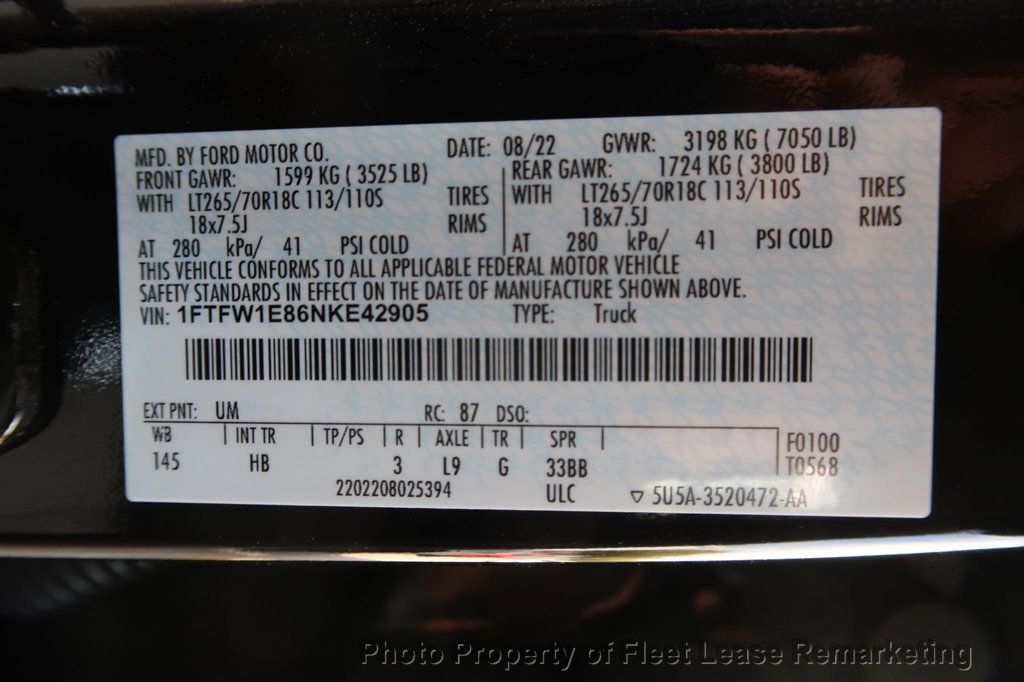 MFD. BY FORD MOTOR CO. DATE: 08/22 GVWR: 3198 KG ( 7050 LB)
FRONT GAWR: 1599 KG ( 3525 LB) REAR GAWR: 1724 KG ( 3800 LB)
WITH LT265/70R18C 113/110S TIRES WITH LT265/70R18C 113/110S TIRES
18x7.5J RIMS 18x7.5J RIMS
AT 280 kPa/ 41 PSI COLD AT 280 kPa/ 41 PSI COLD
THIS VEHICLE CONFORMS TO ALL APPLICABLE FEDERAL MOTOR VEHICLE
SAFETY STANDARDS IN EFFECT ON THE DATE OF MANUFACTURE SHOWN ABOVE.
VIN: 1FTFW1E86NKE42905 TYPE: Truck
EXT PNT: UM RC: 87 DSO:
WB INT TR TP/PS R AXLE TR SPR F0100
145 HB 3 L9 G 33BB T0568
2202208025394 ULC ▽ 5U5A-3520472-AA
Photo Property of Fleet Lease Remarketing